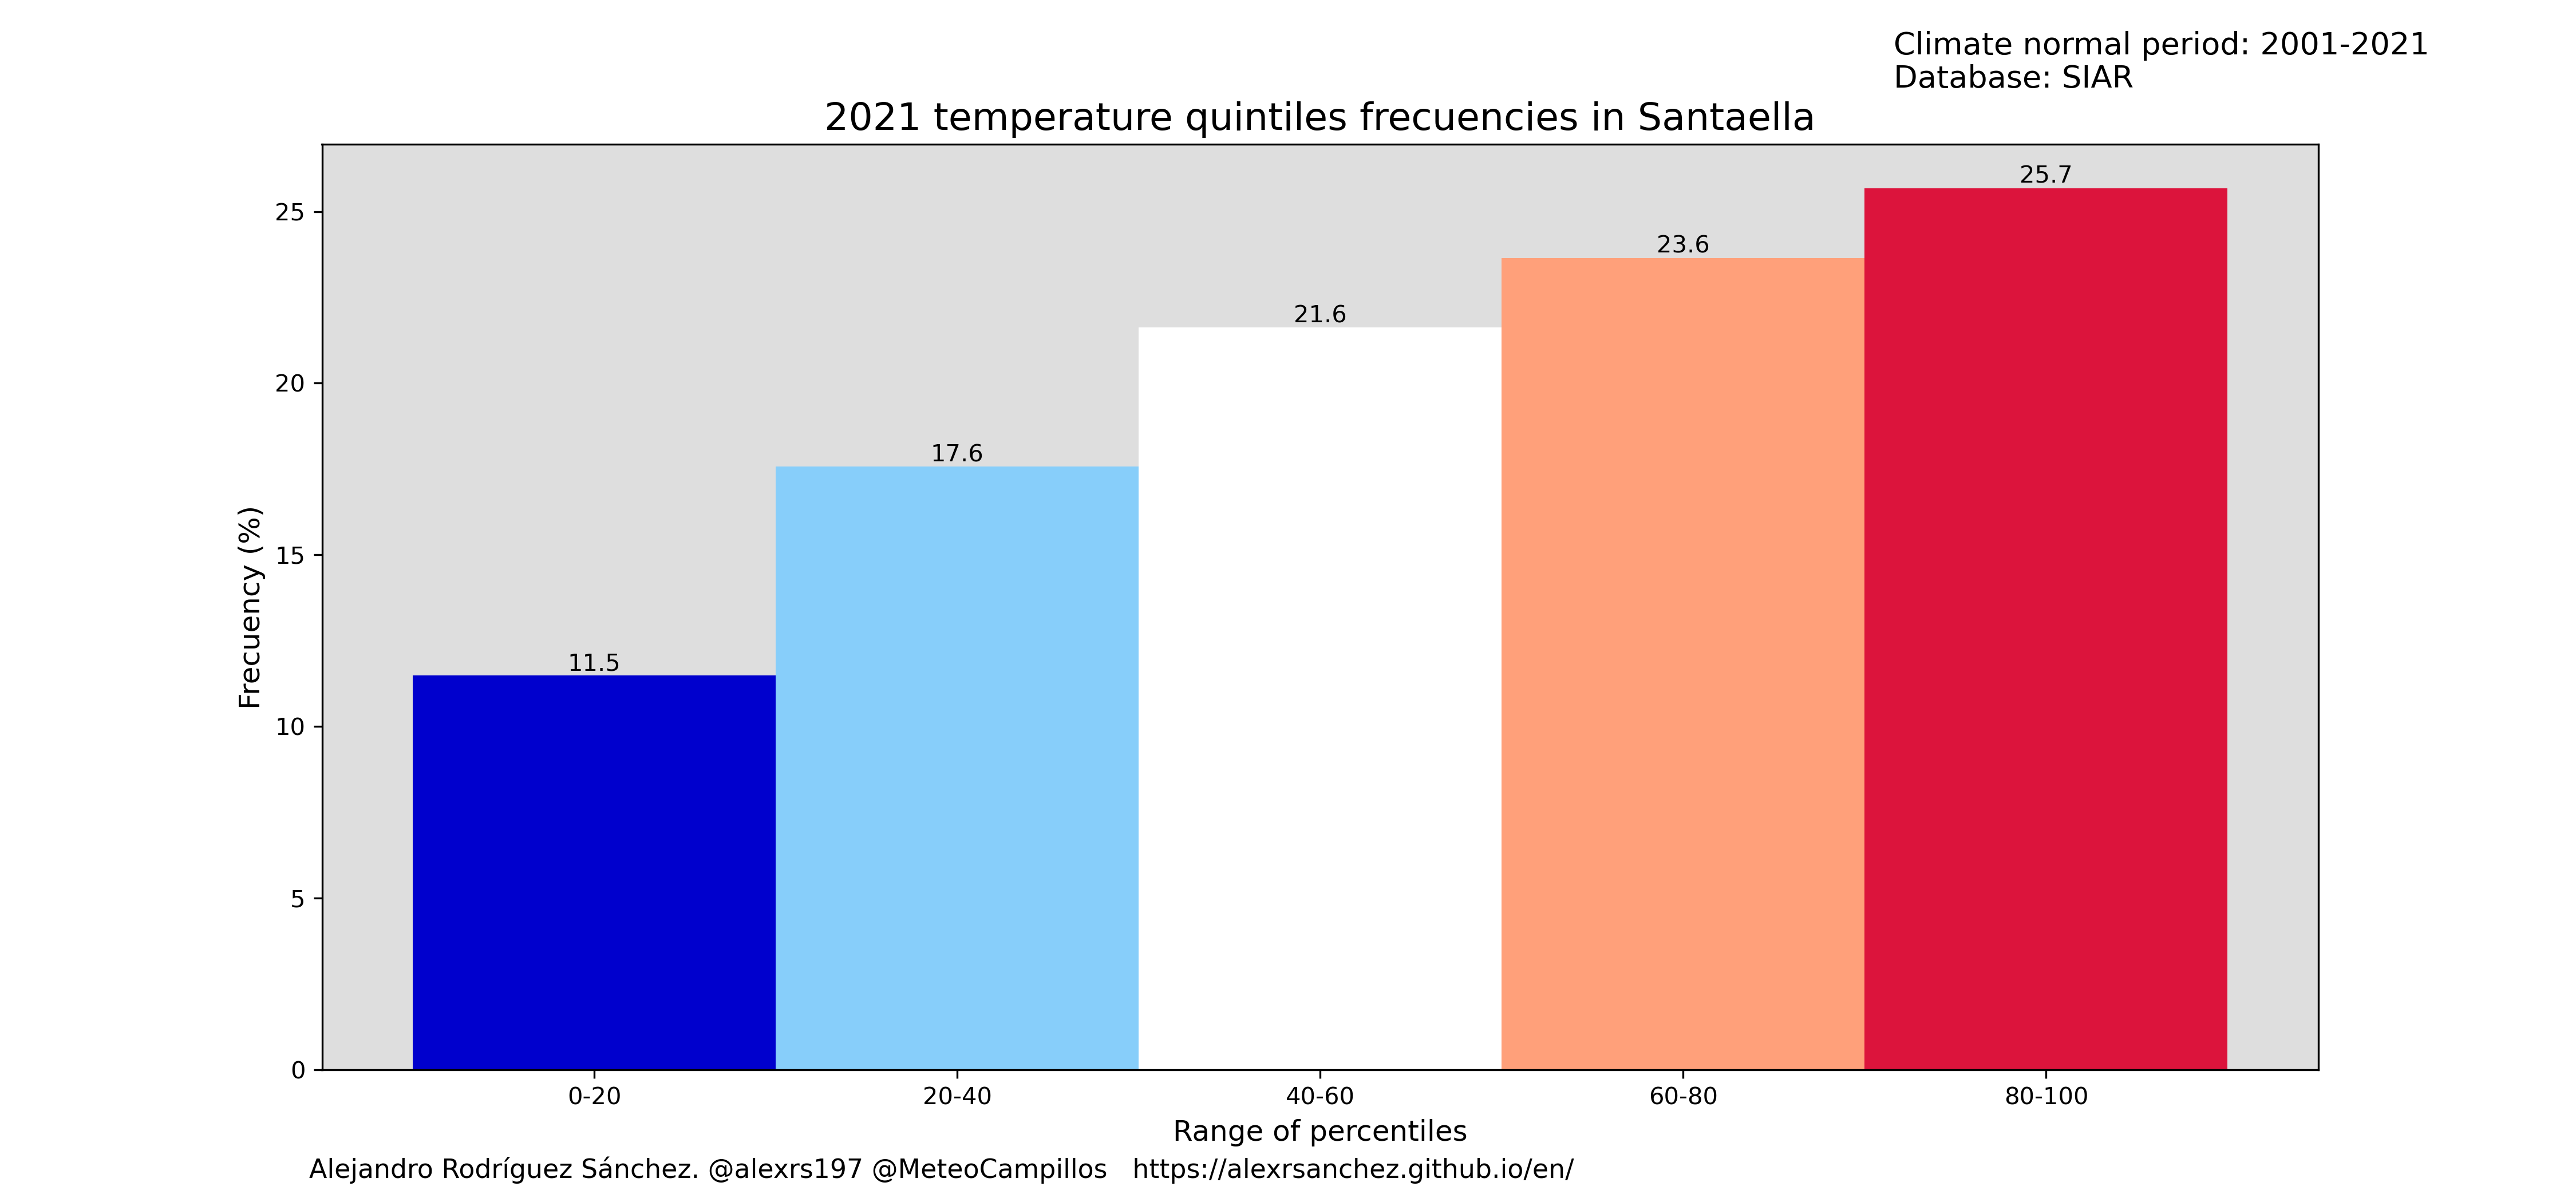 Climate normal period: 2001-2021
Database: SIAR
2021 temperature quintiles frecuencies in Santaella
25.7
25
23.6
21.6
20
17.6
Frecuency (%)
15
11.5
10
5
0
0-20 20-40 40-60 60-80 80-100
Range of percentiles
Alejandro Rodríguez Sánchez. @alexrs197 @MeteoCampillos https://alexrsanchez.github.io/en/